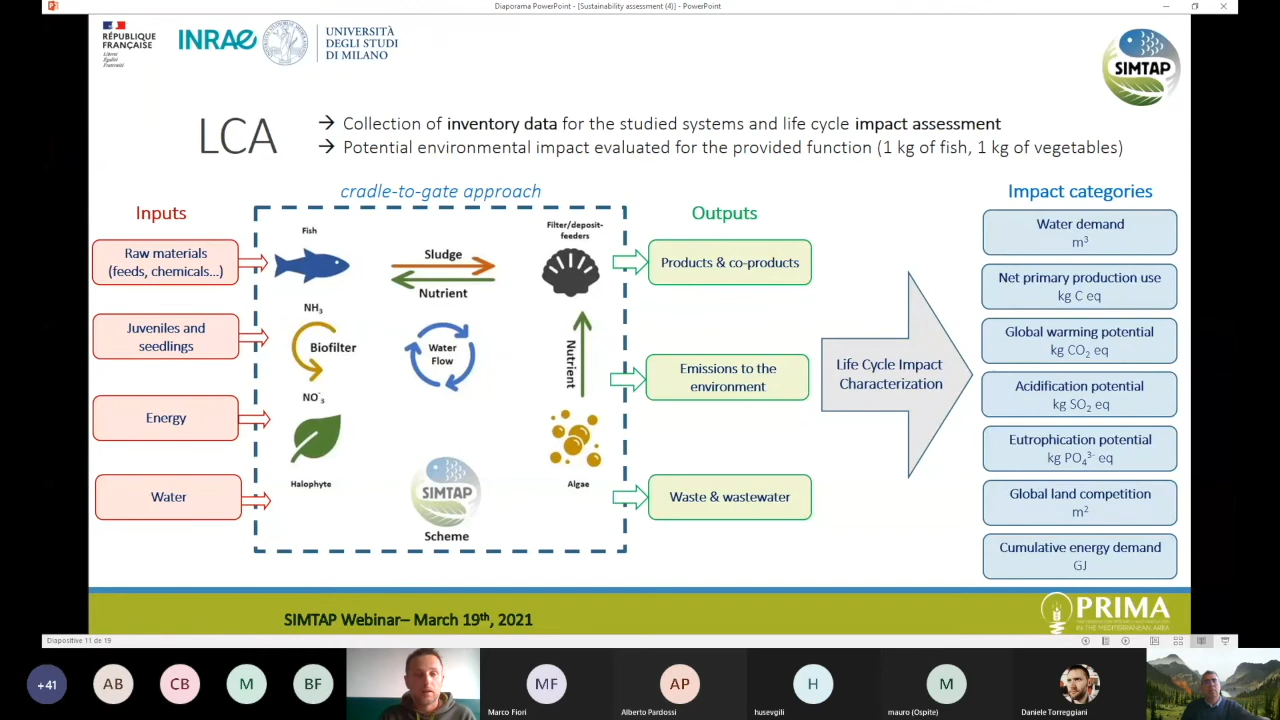 Diaporama PowerPoint - [Sustainability assessment (4)] - PowerPoint
RÉPUBLIQUE
FRANÇAISE
Liberté
Égalité
Fraternité
INRAE
UNIVERSITÀ
DEGLI STUDI
DI MILANO
SIMTAP
LCA
→ Collection of inventory data for the studied systems and life cycle impact assessment
→ Potential environmental impact evaluated for the provided function (1 kg of fish, 1 kg of vegetables)
cradle-to-gate approach
Inputs
Raw materials
(feeds, chemicals...)
Juveniles and
seedlings
Energy
Water
Fish
Sludge
Nutrient
Filter/deposit-
feeders
NH₃
Biofilter
NO⁻₃
Water
Flow
Nutrient
Halophyte
SIMTAP
Scheme
Algae
Outputs
Products & co-products
Emissions to the
environment
Waste & wastewater
Life Cycle Impact
Characterization
Impact categories
Water demand
m³
Net primary production use
kg C eq
Global warming potential
kg CO₂ eq
Acidification potential
kg SO₂ eq
Eutrophication potential
kg PO₄³⁻ eq
Global land competition
m²
Cumulative energy demand
GJ
SIMTAP Webinar– March 19th, 2021
PRIMA
IN THE MEDITERRANEAN AREA
Diapositive 11 de 19
+41
AB
CB
M
BF
MF
Marco Fiori
AP
Alberto Pardossi
H
husevgili
M
mauro (Ospite)
Daniele Torreggiani